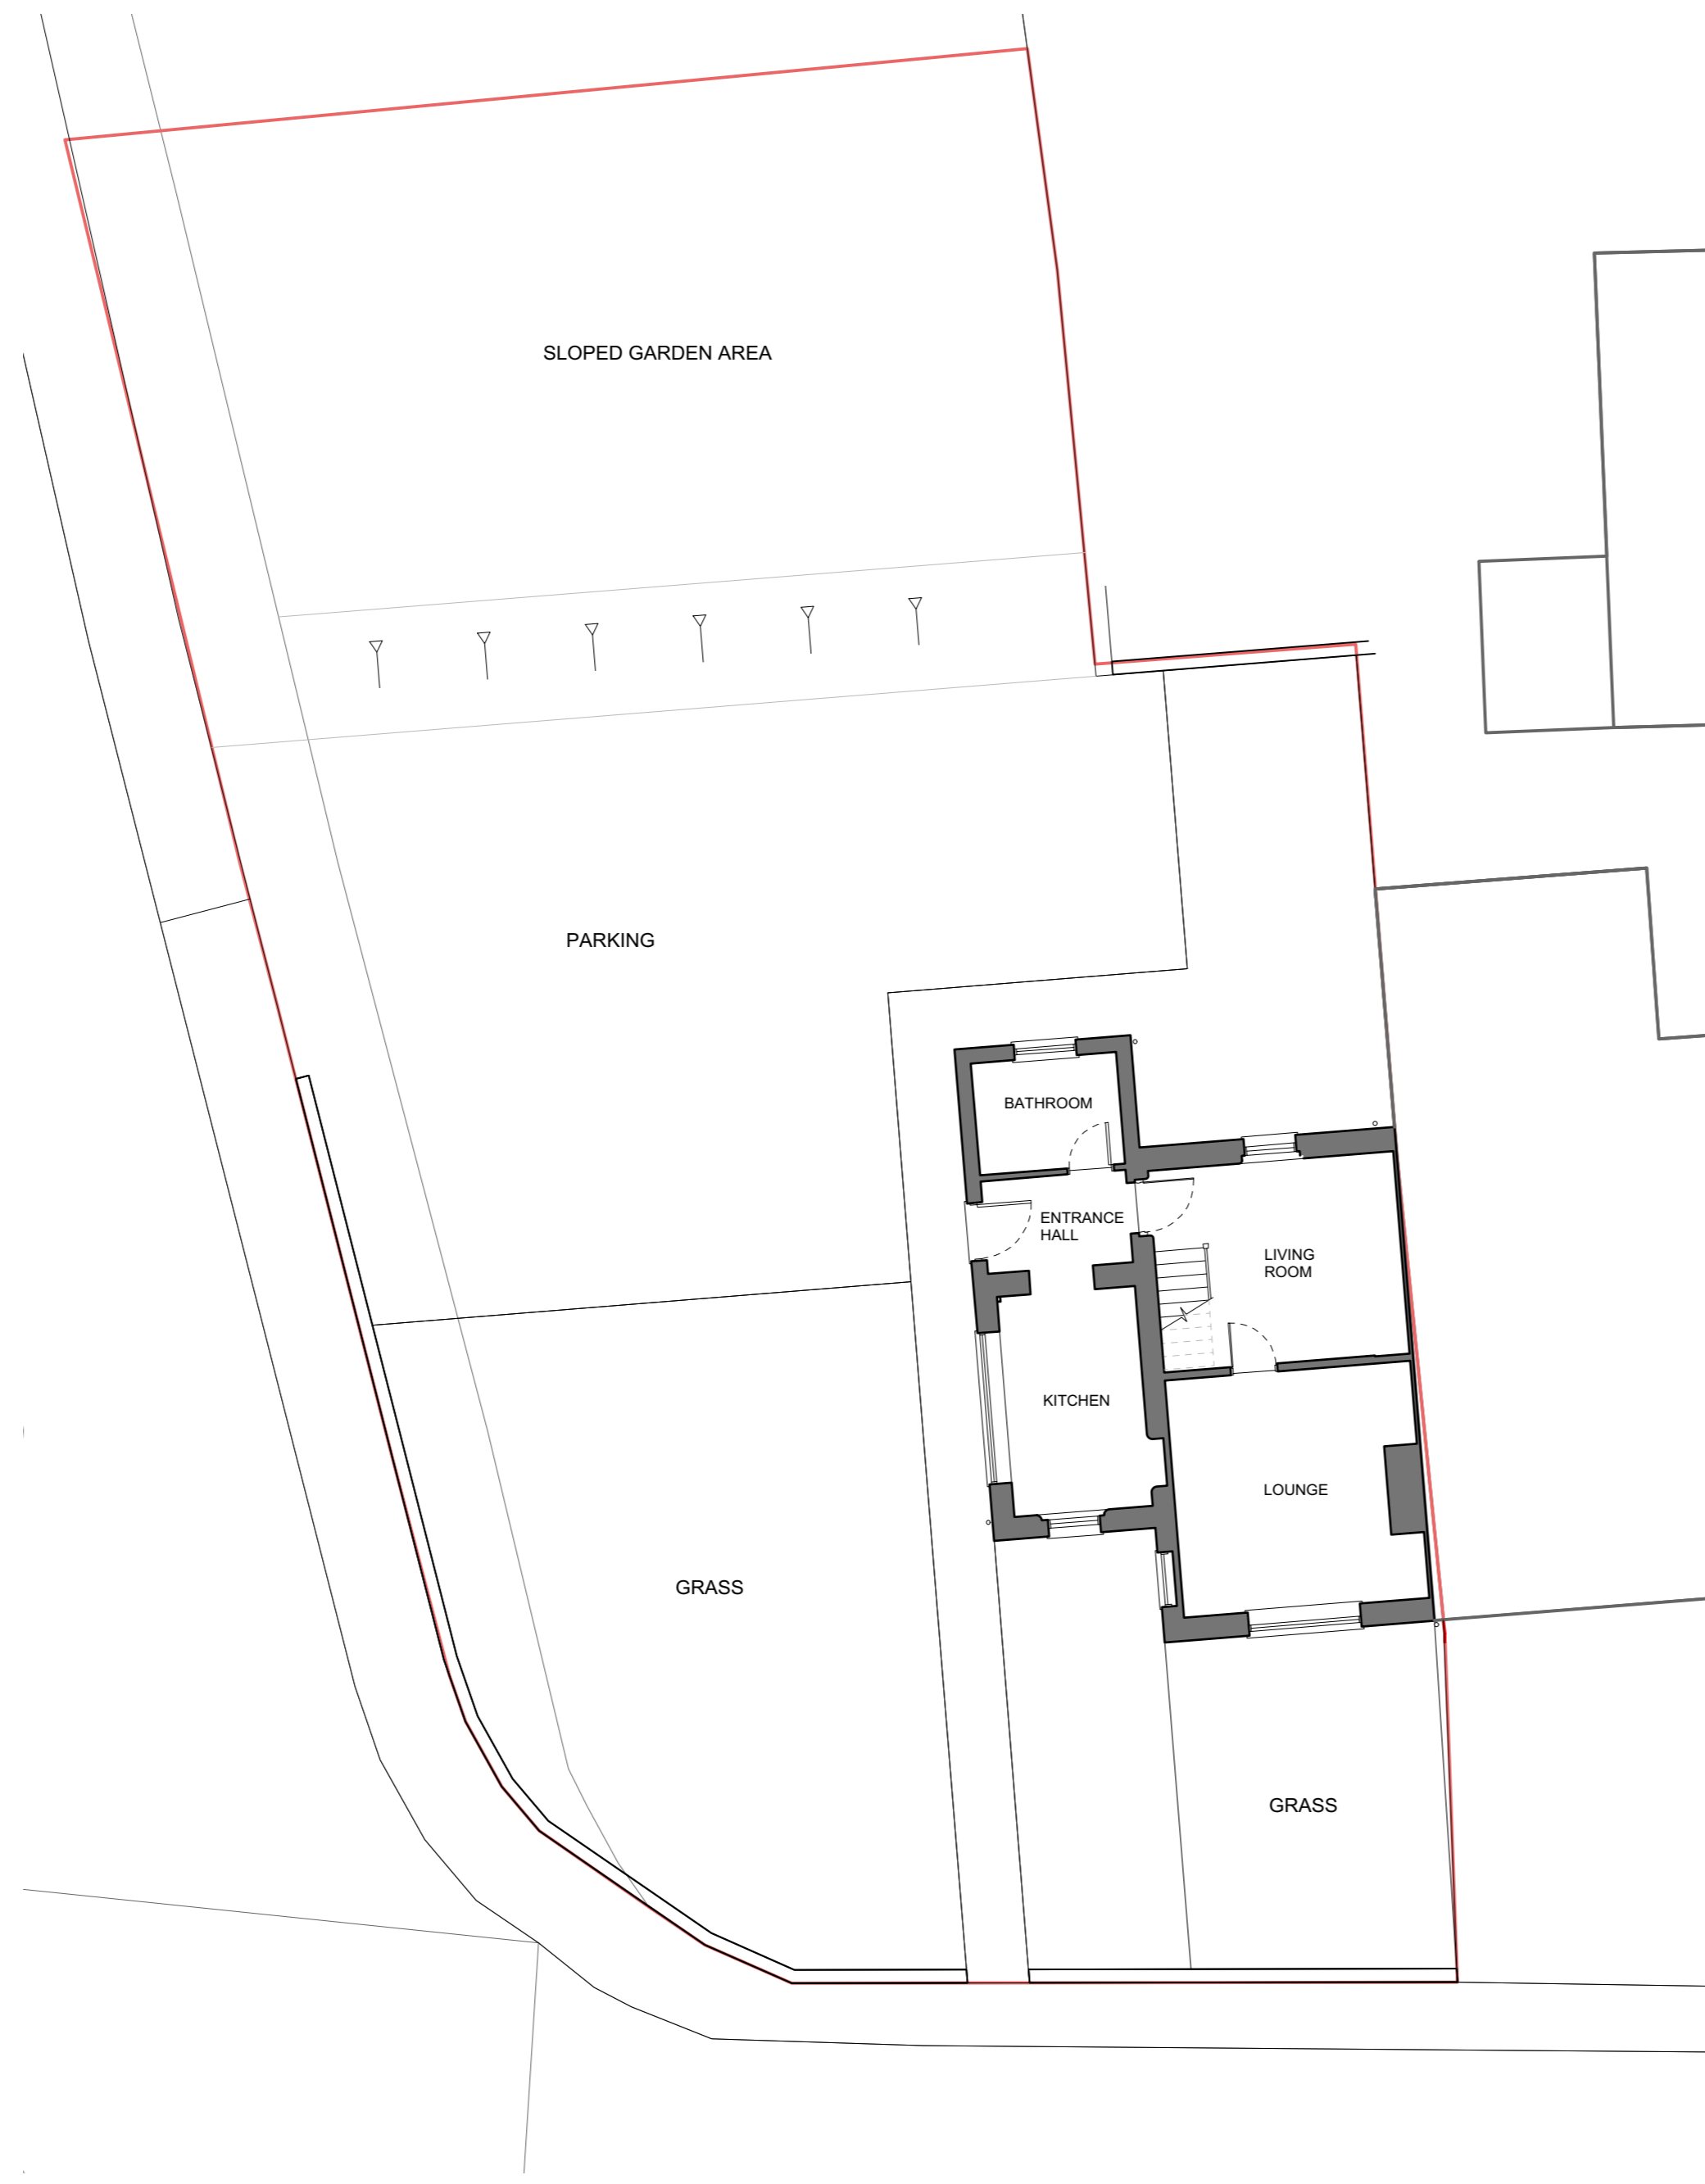 SLOPED GARDEN AREA
PARKING
BATHROOM
ENTRANCE
HALL
LIVING
ROOM
KITCHEN
LOUNGE
GRASS
GRASS